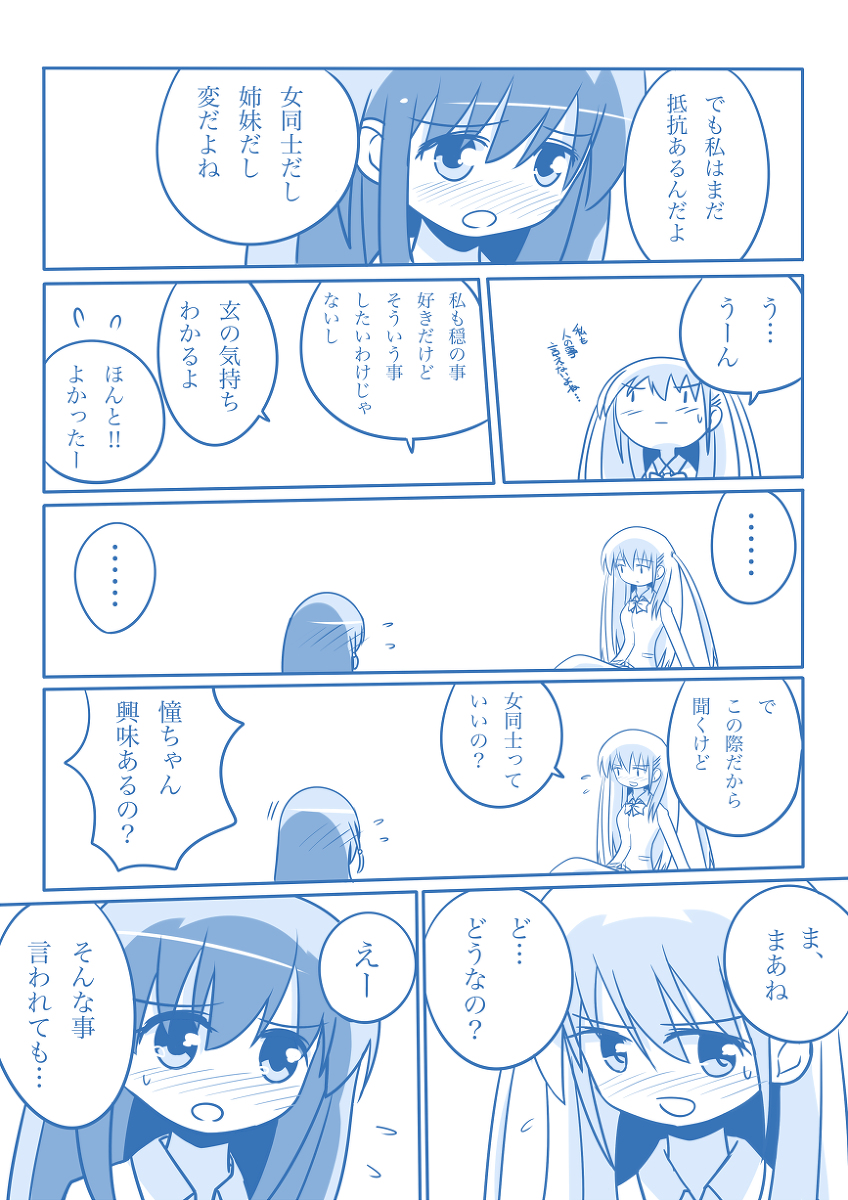 でも私はまだ
抵抗あるんだよ
女同士だし
姉妹だし
変だよね
う…
うーん
私も
人の事
言えないよね…
私も穏の事
好きだけど
そういう事
したいわけじゃ
ないし
玄の気持ち
わかるよ
ほんと!!
よかったー
……
……
で
この際だから
聞くけど
女同士って
いいの？
憧ちゃん
興味あるの？
ま、
まあね
ど…
どうなの？
えー
そんな事
言われても…